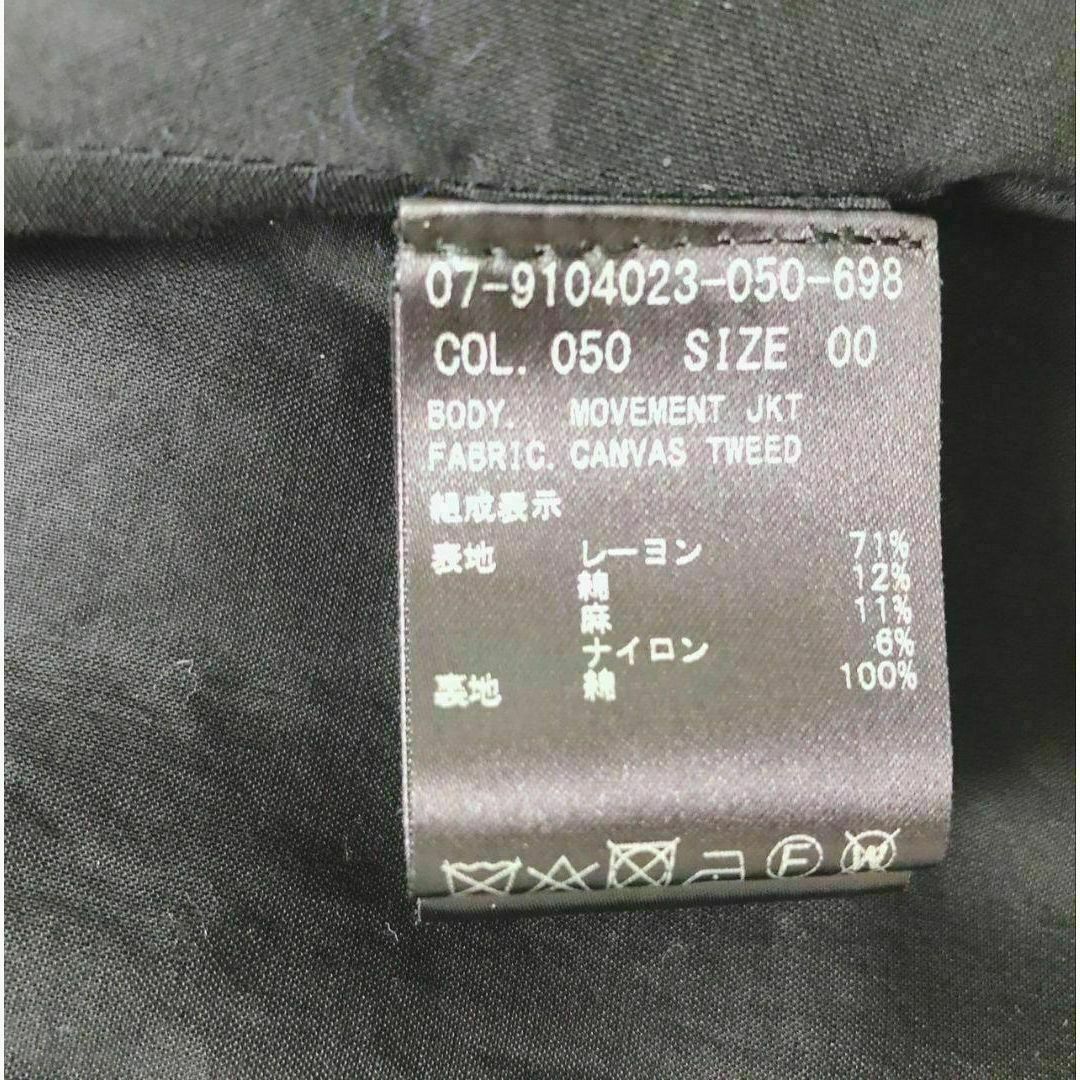 07-9104023-050-698
COL. 050 SIZE 00
BODY. MOVEMENT JKT
FABRIC. CANVAS TWEED
組成表示
表地 レーヨン 71%
綿 12%
麻 11%
ナイロン 6%
裏地 綿 100%
F W